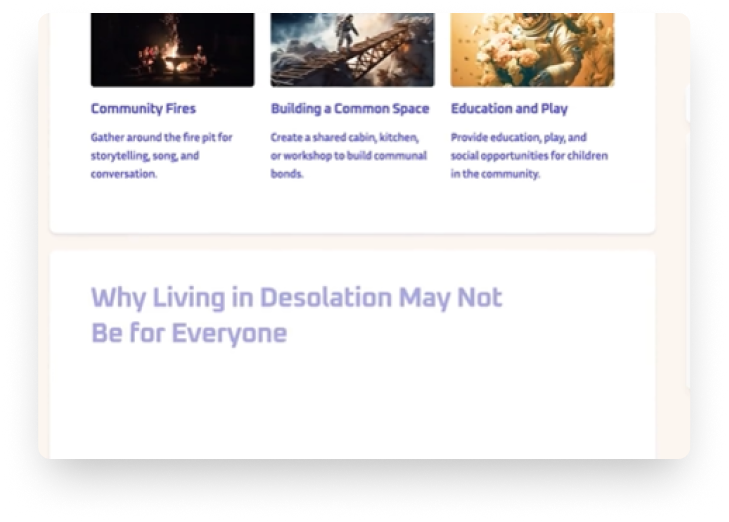 Community Fires
Gather around the fire pit for
storytelling, song, and
conversation.
Building a Common Space
Create a shared cabin, kitchen,
or workshop to build communal
bonds.
Education and Play
Provide education, play, and
social opportunities for children
in the community.
Why Living in Desolation May Not
Be for Everyone